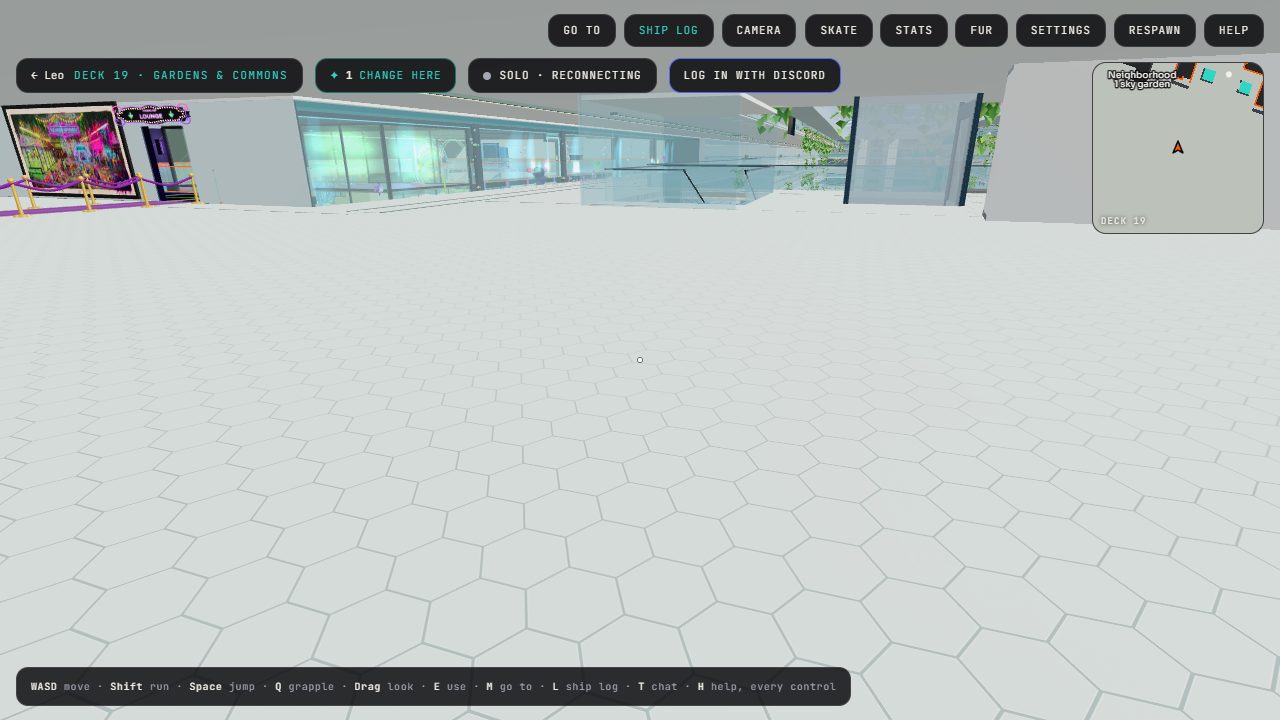 GO TO
SHIP LOG
CAMERA
SKATE
STATS
FUR
SETTINGS
RESPAWN
HELP
← Leo DECK 19 · GARDENS & COMMONS
✦ 1 CHANGE HERE
SOLO · RECONNECTING
LOG IN WITH DISCORD
Neighborhood
1 sky garden
DECK 19
LOUNGE
WASD move · Shift run · Space jump · Q grapple · Drag look · E use · M go to · L ship log · T chat · H help, every control